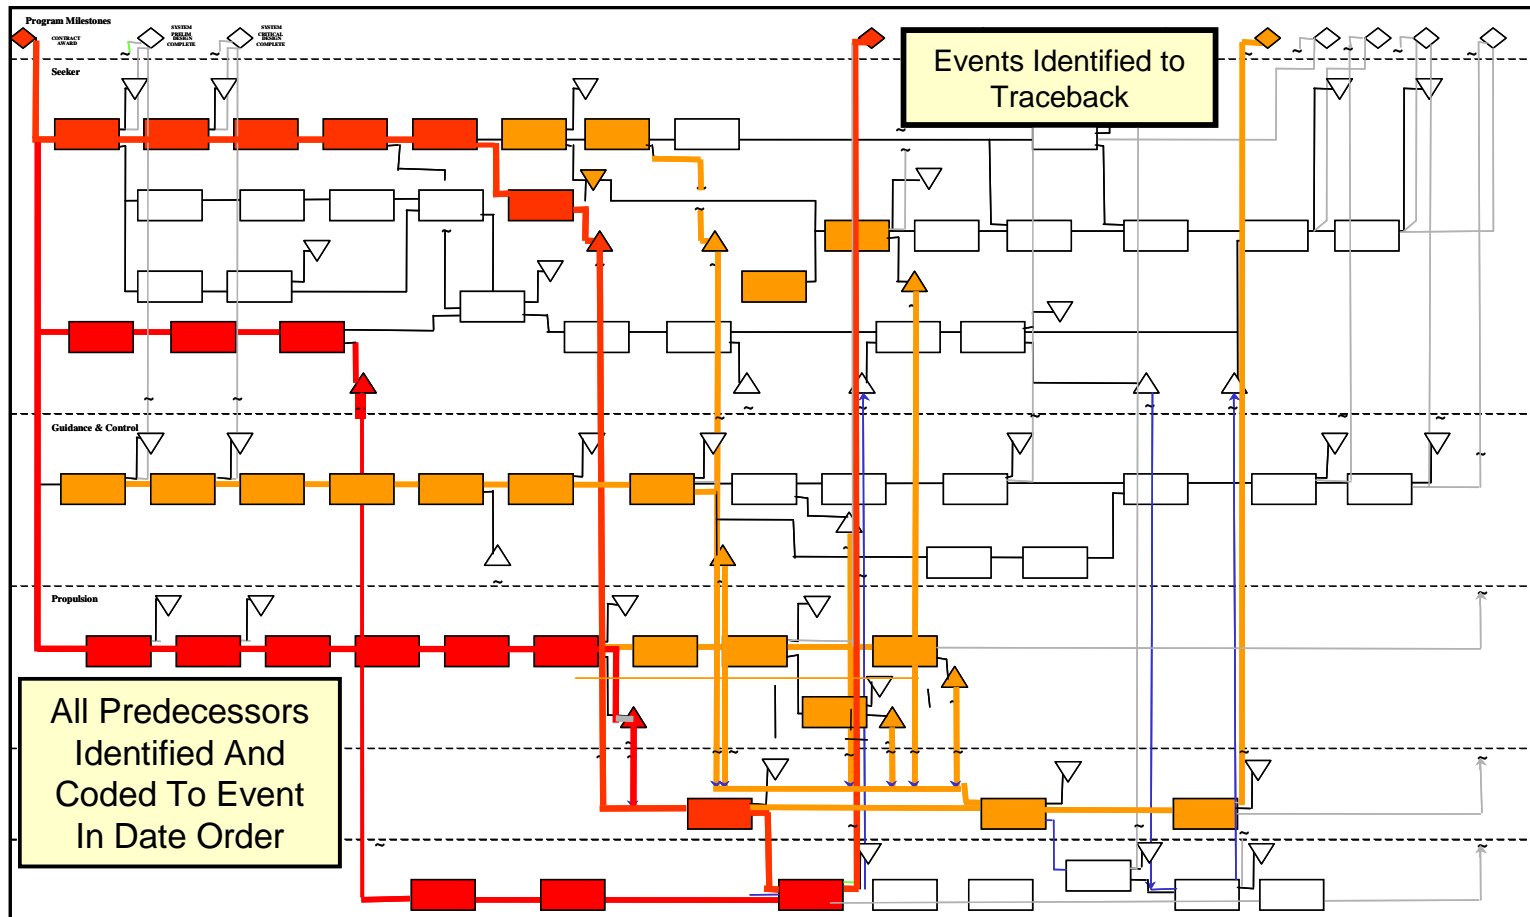 Program Milestones
CONTRACT
AWARD
SYSTEM
PRELIM
DESIGN
COMPLETE
SYSTEM
CRITICAL
DESIGN
COMPLETE
Events Identified to
Traceback
Seeker
Guidance & Control
Propulsion
All Predecessors
Identified And
Coded To Event
In Date Order